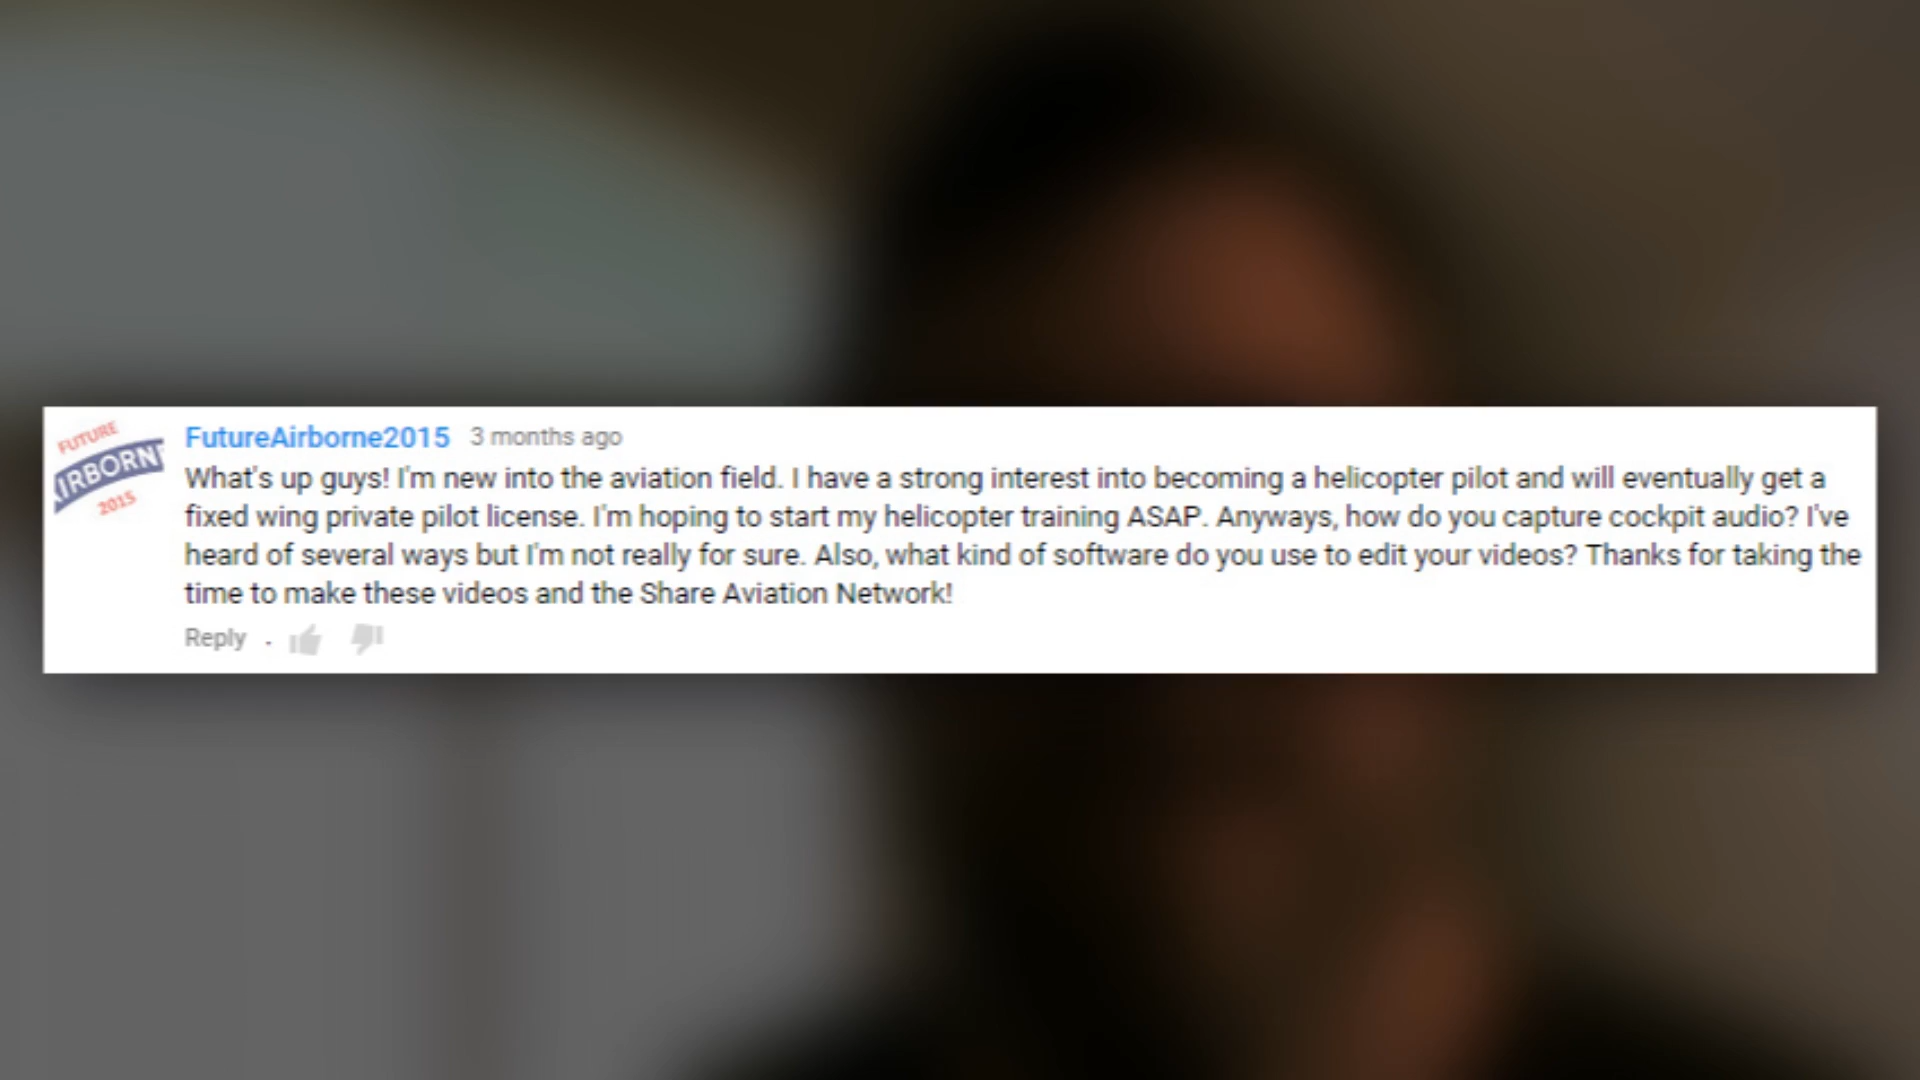 FUTURE
AIRBORNE
2015
FutureAirborne2015 3 months ago
What's up guys! I'm new into the aviation field. I have a strong interest into becoming a helicopter pilot and will eventually get a
fixed wing private pilot license. I'm hoping to start my helicopter training ASAP. Anyways, how do you capture cockpit audio? I've
heard of several ways but I'm not really for sure. Also, what kind of software do you use to edit your videos? Thanks for taking the
time to make these videos and the Share Aviation Network!
Reply .